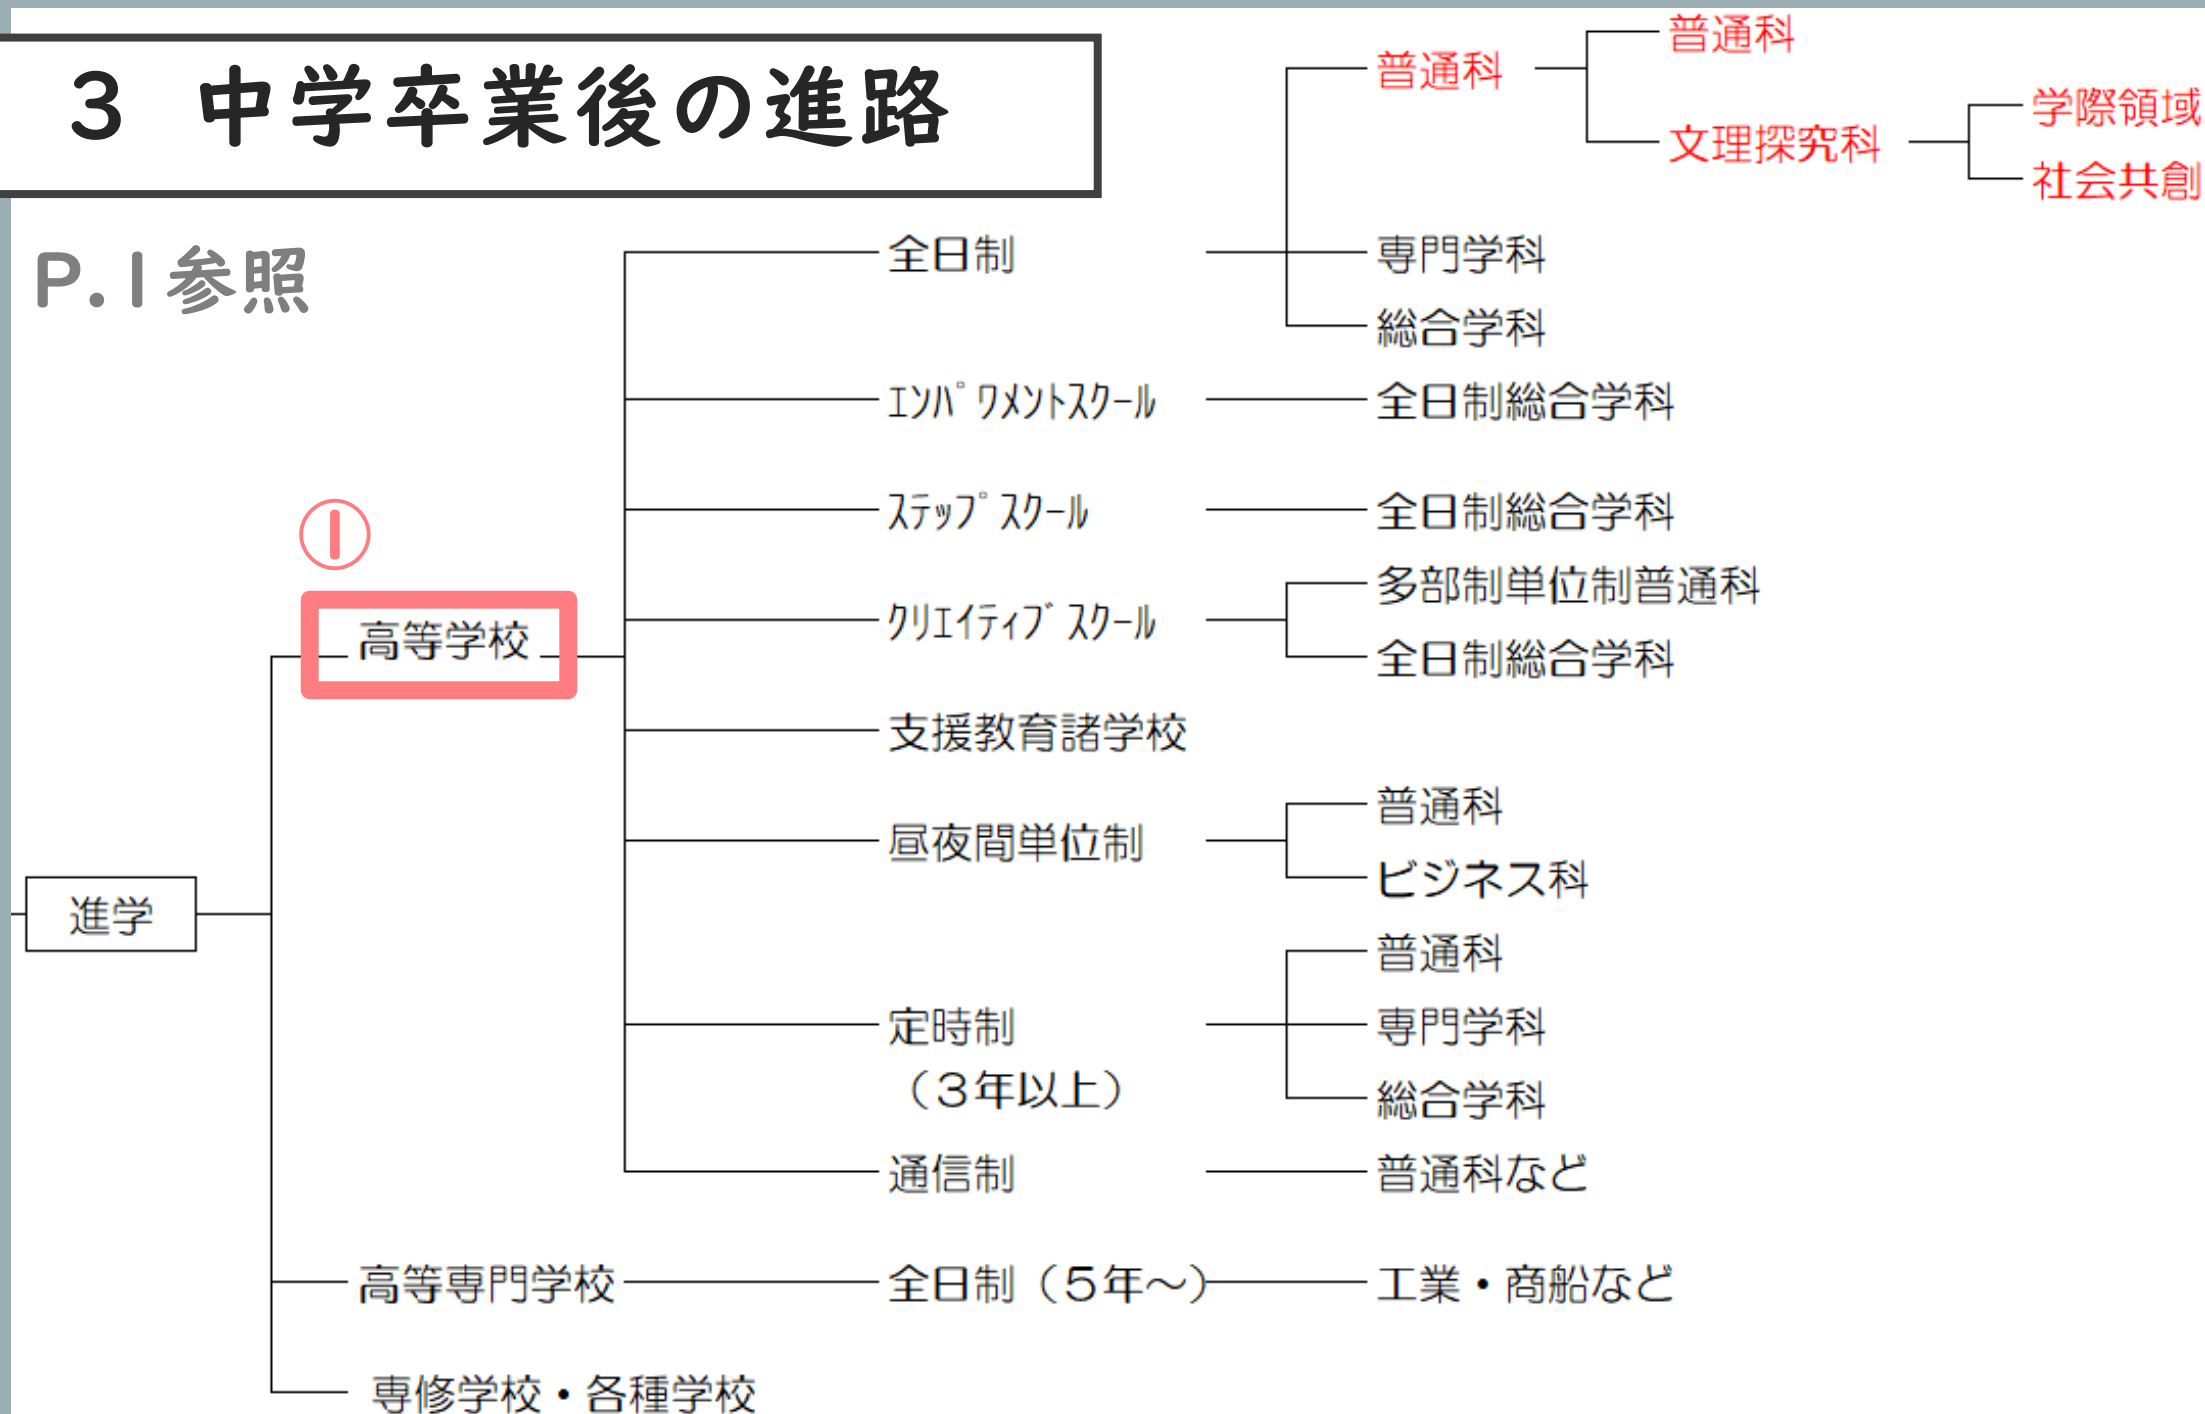 3 中学卒業後の進路
P.1参照
普通科
普通科
文理探究科
学際領域
社会共創
全日制
専門学科
総合学科
ｴﾝﾊﾟﾜﾒﾝﾄｽｸｰﾙ
全日制総合学科
ｽﾃｯﾌﾟｽｸｰﾙ
全日制総合学科
①
高等学校
ｸﾘｴｲﾃｨﾌﾞｽｸｰﾙ
多部制単位制普通科
全日制総合学科
支援教育諸学校
昼夜間単位制
普通科
ビジネス科
進学
定時制
（３年以上）
普通科
専門学科
総合学科
通信制
普通科など
高等専門学校
全日制（５年～）
工業・商船など
専修学校・各種学校